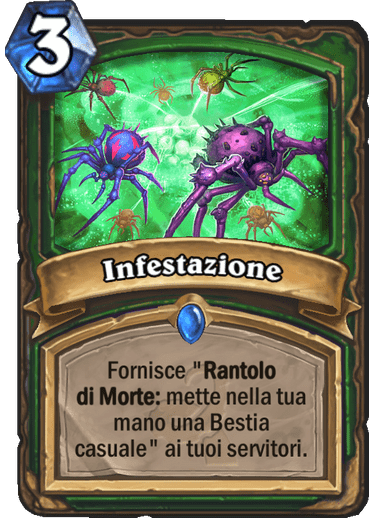 3
Infestazione
Fornisce "Rantolo
di Morte: mette nella tua
mano una Bestia
casuale" ai tuoi servitori.